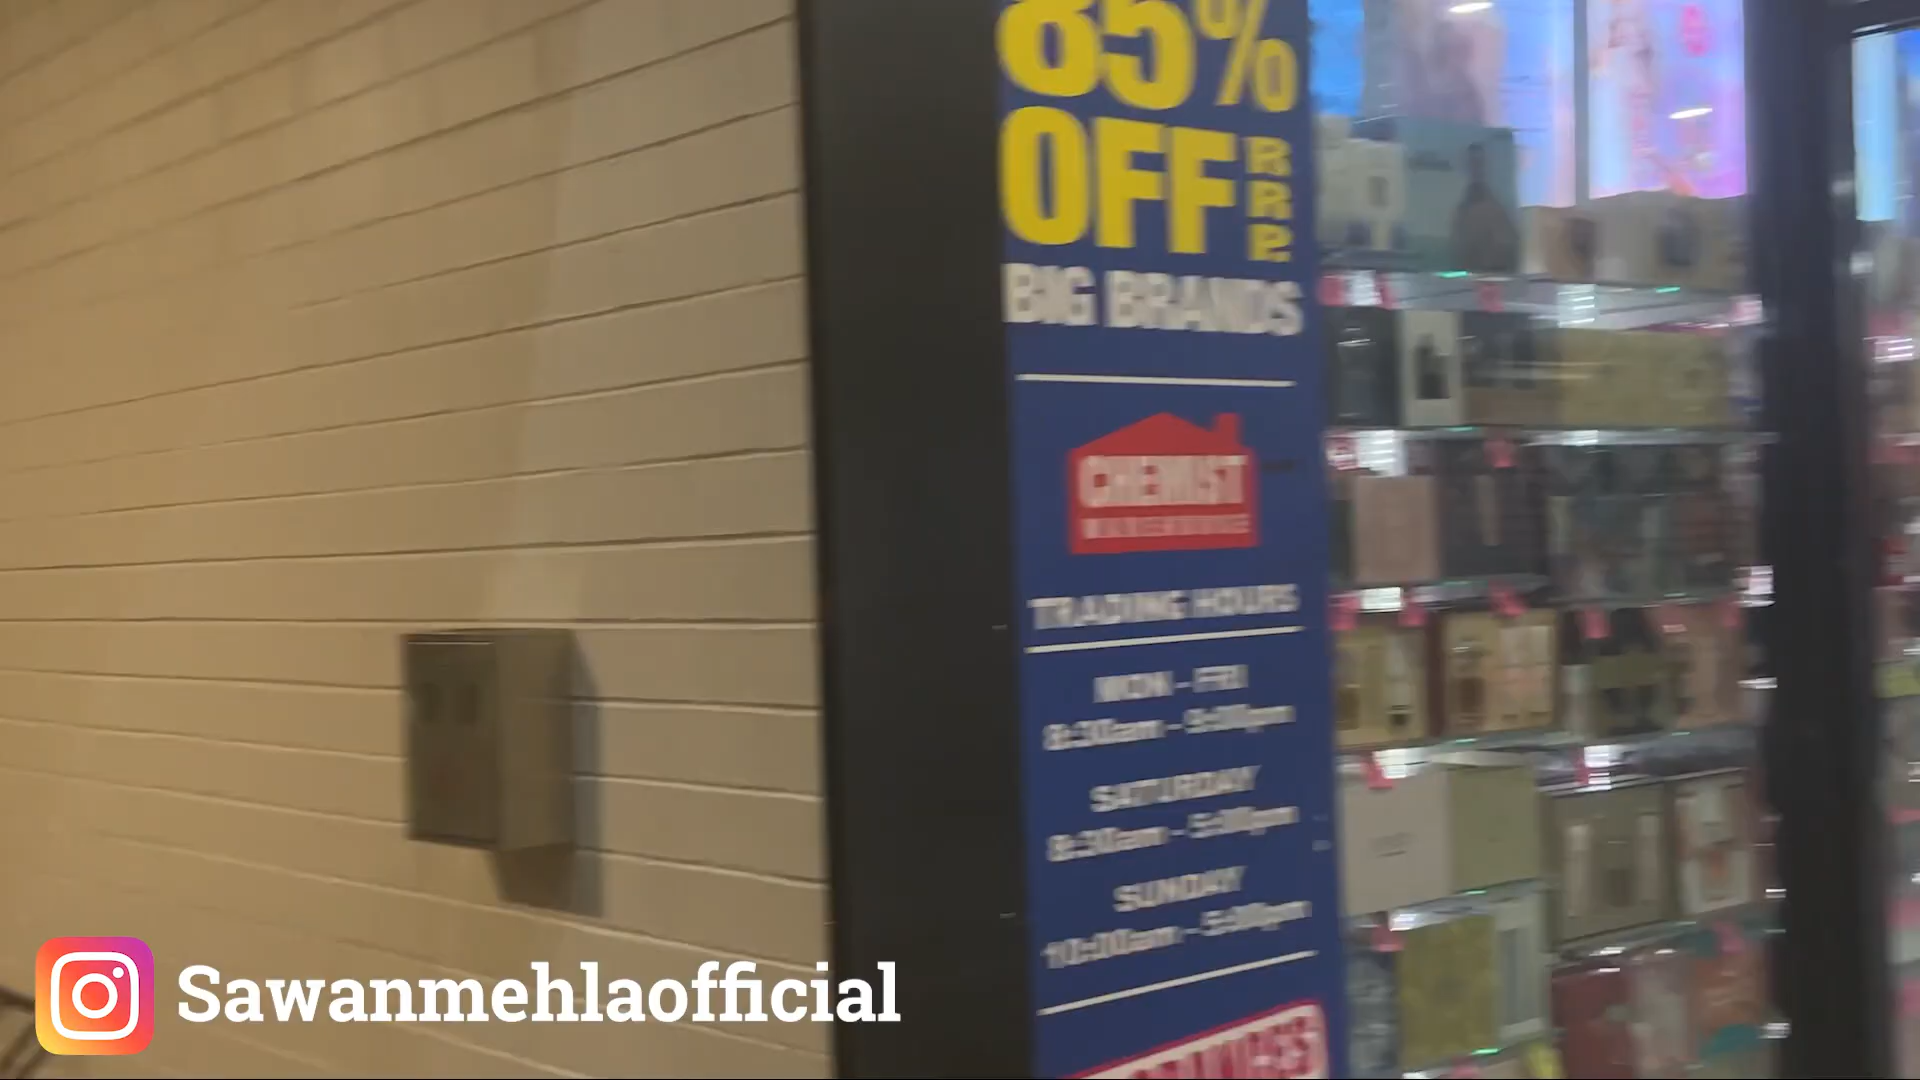 85%
OFF RRP
BIG BRANDS
CHEMIST
WAREHOUSE
TRADING HOURS
MON - FRI
8:30am - 9:00pm
SATURDAY
8:30am - 5:00pm
SUNDAY
10:00am - 5:00pm
Sawanmehlaofficial